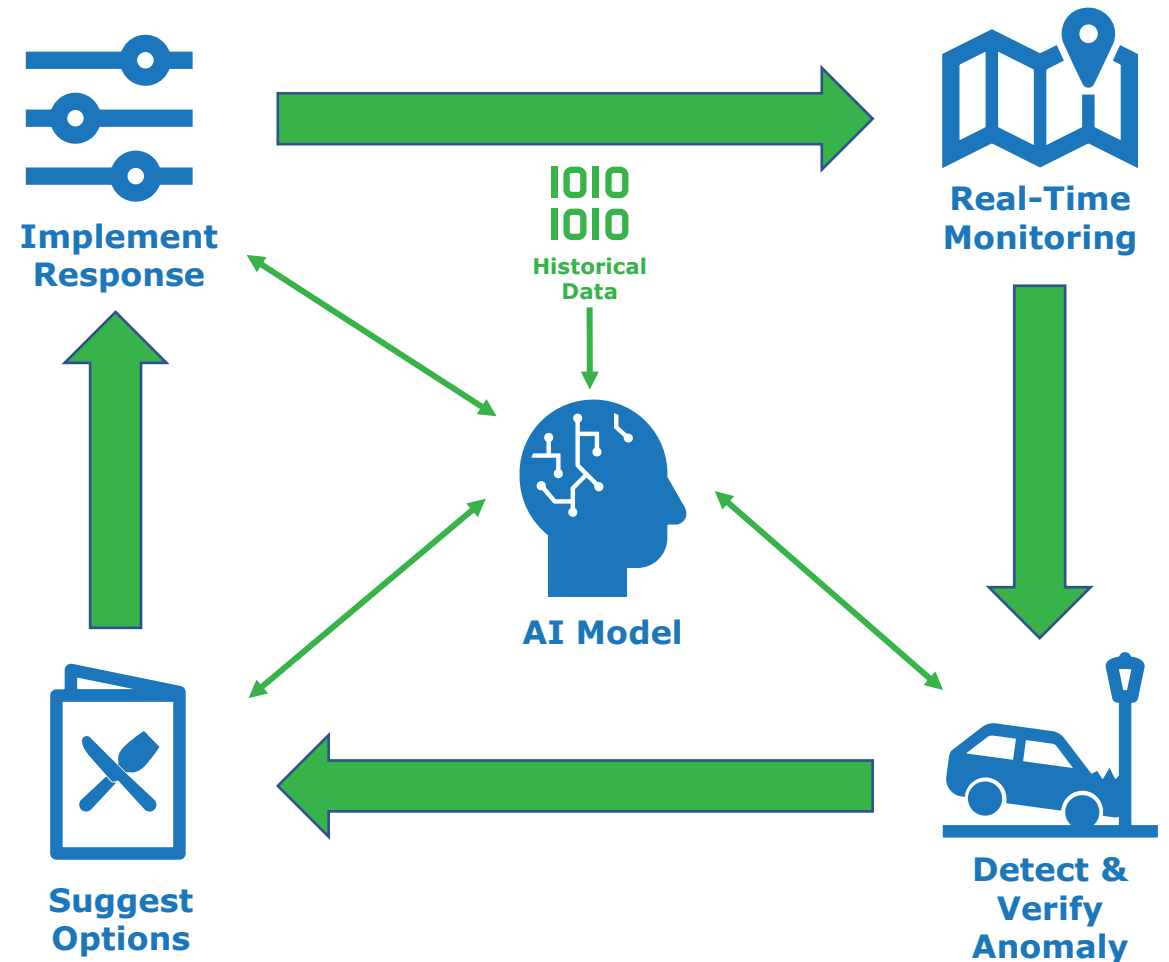 Implement
Response
1010
1010
Historical
Data
Real-Time
Monitoring
AI Model
Suggest
Options
Detect &
Verify
Anomaly